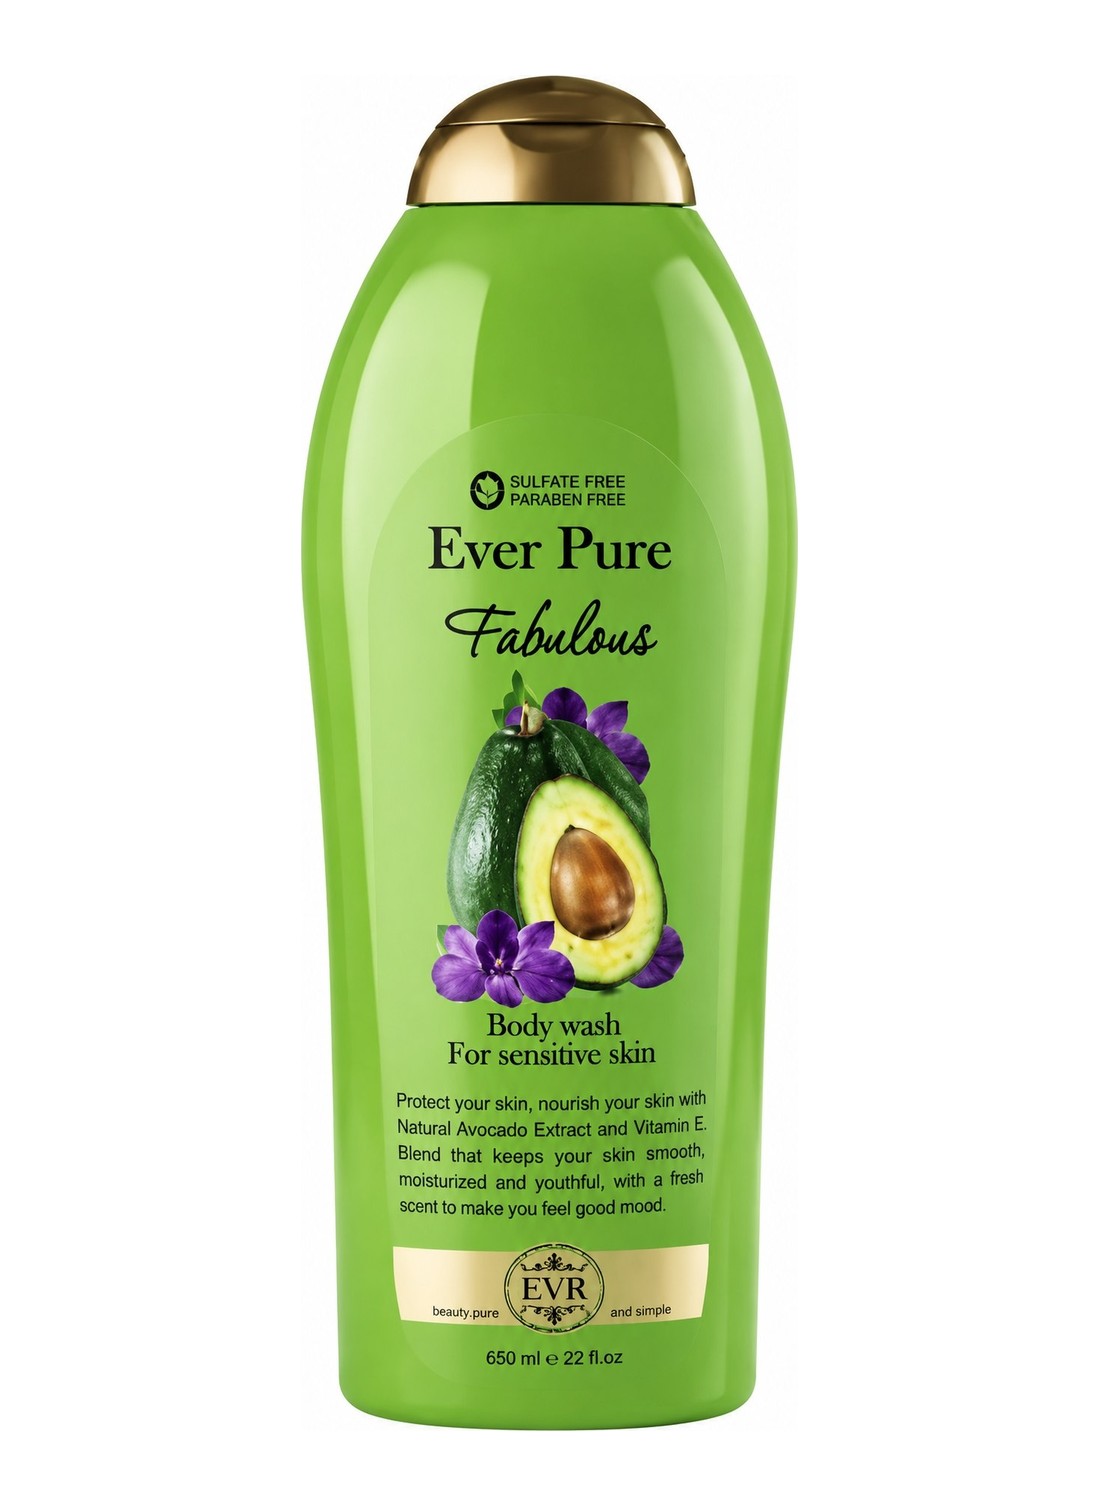 SULFATE FREE
PARABEN FREE
Ever Pure
Fabulous
Body wash
For sensitive skin
Protect your skin, nourish your skin with
Natural Avocado Extract and Vitamin E.
Blend that keeps your skin smooth,
moisturized and youthful, with a fresh
scent to make you feel good mood.
EVR
beauty.pure and simple
650 ml ℮ 22 fl.oz